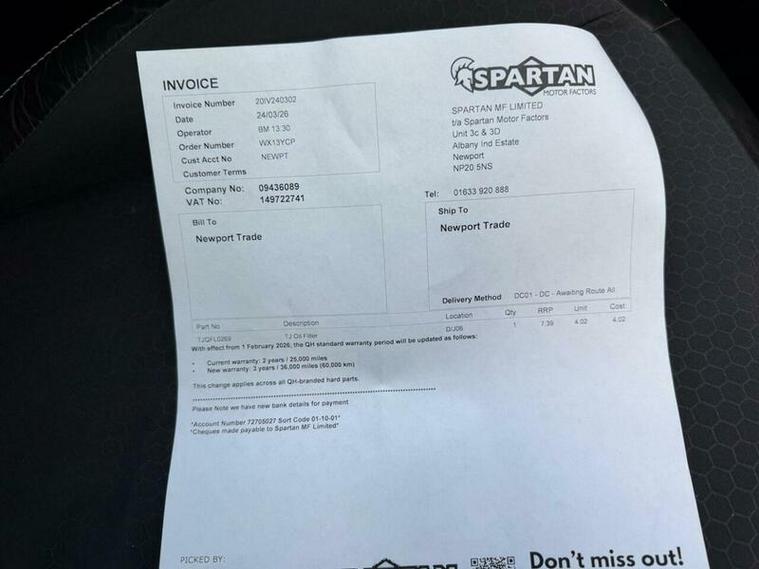 INVOICE
Invoice Number 20IV240302
Date 24/03/26
Operator BM 13:30
Order Number WX13YCP
Cust Acct No NEWPT
Customer Terms
Company No: 09436089
VAT No: 149722741
SPARTAN
MOTOR FACTORS
SPARTAN MF LIMITED
t/a Spartan Motor Factors
Unit 3c & 3D
Albany Ind Estate
Newport
NP20 5NS
Tel: 01633 920 888
Bill To
Newport Trade
Ship To
Newport Trade
Delivery Method DC01 - DC - Awaiting Route All
Part No Description Location Qty RRP Unit Cost
TJQFL0269 TJ Oil Filter D/J06 1 7.39 4.02 4.02
With effect from 1 February 2026, the QH standard warranty period will be updated as follows:
• Current warranty: 2 years / 25,000 miles
• New warranty: 3 years / 36,000 miles (60,000 km)
This change applies across all QH-branded hard parts.
Please Note we have new bank details for payment
*Account Number 72705027 Sort Code 01-10-01*
*Cheques made payable to Spartan MF Limited*
PICKED BY:
Don't miss out!